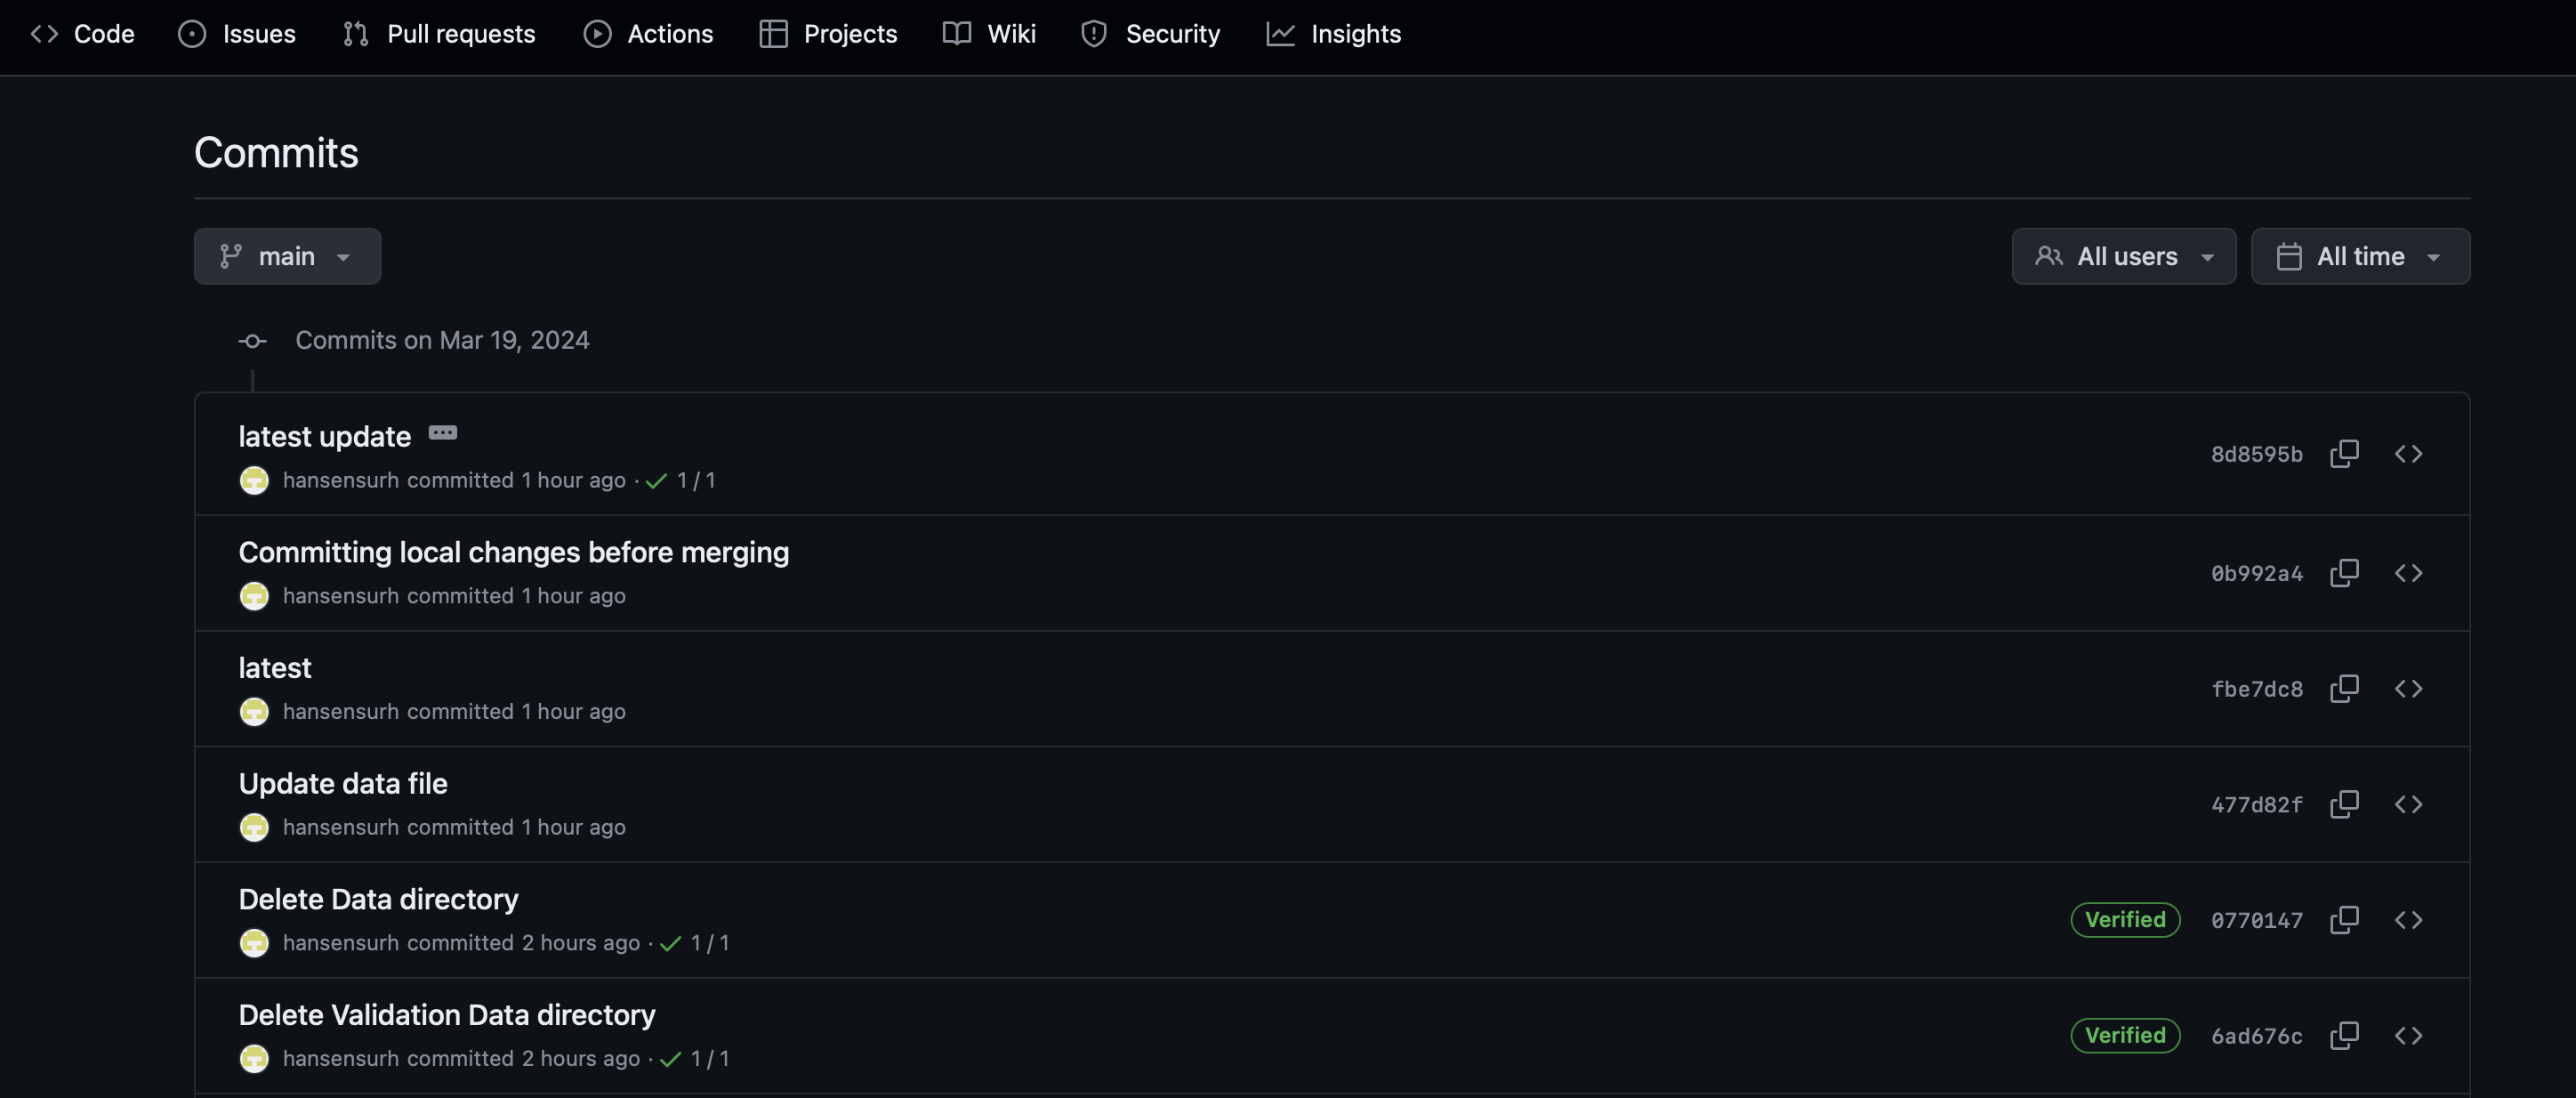 Code Issues Pull requests Actions Projects Wiki Security Insights
Commits
main All users All time
Commits on Mar 19, 2024
latest update
hansensurh committed 1 hour ago · 1 / 1
8d8595b
Committing local changes before merging
hansensurh committed 1 hour ago
0b992a4
latest
hansensurh committed 1 hour ago
fbe7dc8
Update data file
hansensurh committed 1 hour ago
477d82f
Delete Data directory
hansensurh committed 2 hours ago · 1 / 1
Verified 0770147
Delete Validation Data directory
hansensurh committed 2 hours ago · 1 / 1
Verified 6ad676c